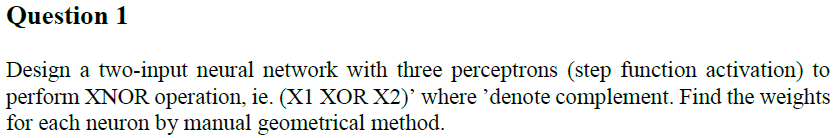 Question 1
Design a two-input neural network with three perceptrons (step function activation) to
perform XNOR operation, ie. (X1 XOR X2)’ where ’denote complement. Find the weights
for each neuron by manual geometrical method.